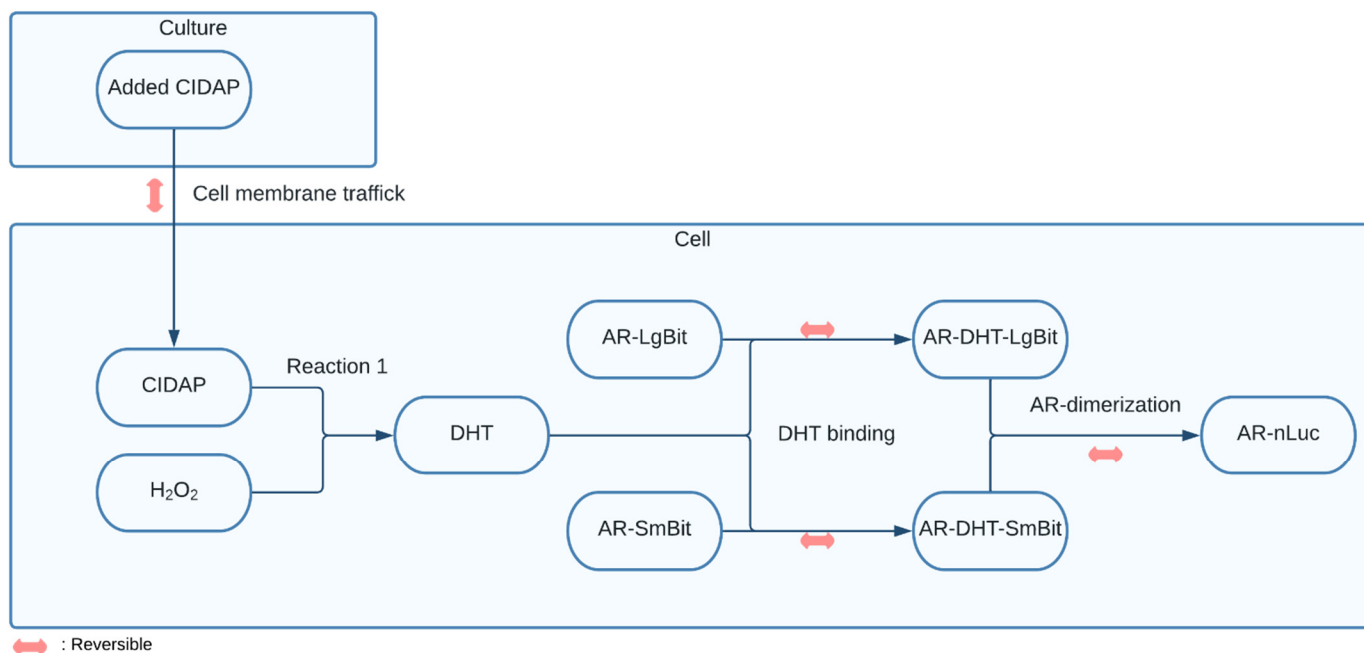 Culture
Added CIDAP
Cell membrane traffick
Cell
AR-LgBit
AR-DHT-LgBit
CIDAP
Reaction 1
AR-dimerization
DHT
DHT binding
AR-nLuc
H₂O₂
AR-SmBit
AR-DHT-SmBit
: Reversible